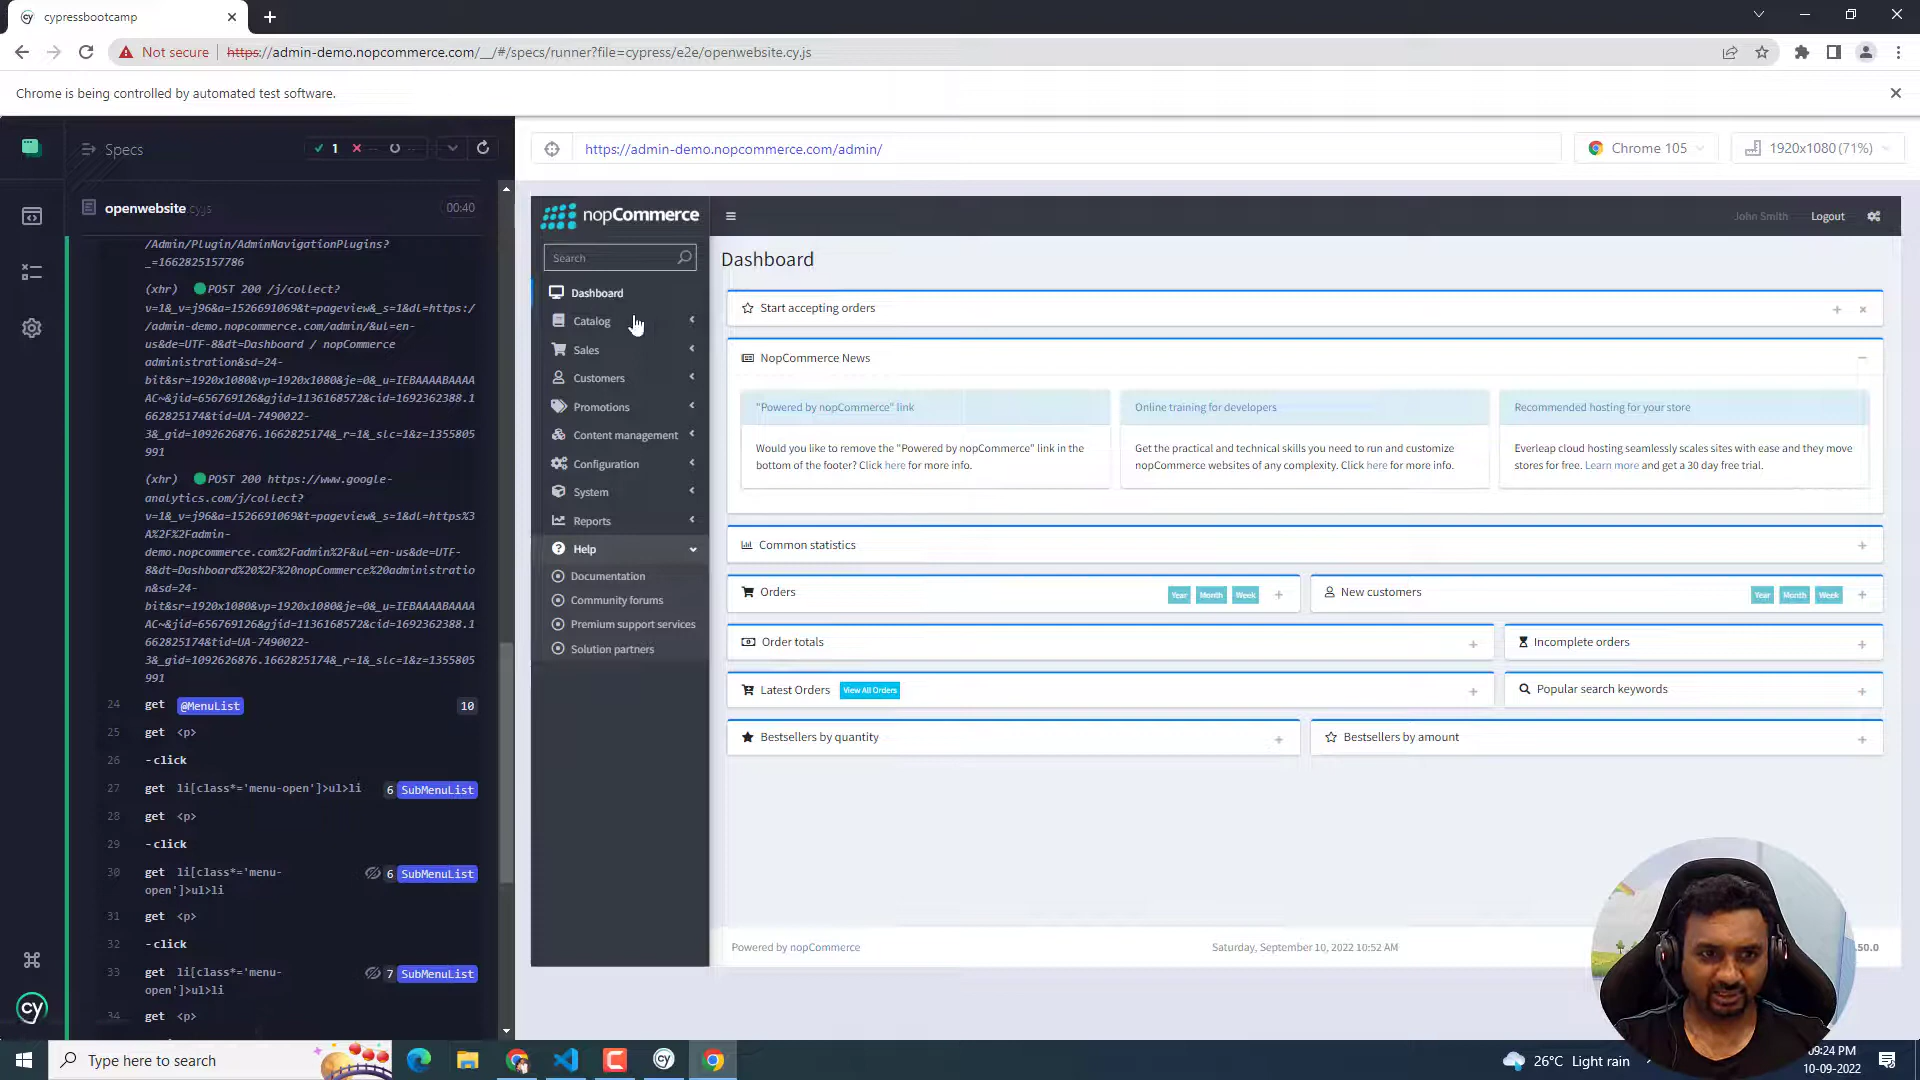 cypressbootcamp
Not secure
https://admin-demo.nopcommerce.com/__/#/specs/runner?file=cypress/e2e/openwebsite.cy.js
Chrome is being controlled by automated test software.
Specs
1
--
--
https://admin-demo.nopcommerce.com/admin/
Chrome 105
1920x1080 (71%)
openwebsite.cy.js
00:40
/Admin/Plugin/AdminNavigationPlugins?
_=1662825157786
(xhr) POST 200 /j/collect?
v=1&_v=j96&a=1526691069&t=pageview&_s=1&dl=https:/
/admin-demo.nopcommerce.com/admin/&ul=en-
us&de=UTF-8&dt=Dashboard / nopCommerce
administration&sd=24-
bit&sr=1920x1080&vp=1920x1080&je=0&_u=IEBAAAABAAAA
AC~&jid=656769126&gjid=1136168572&cid=1692362388.1
662825174&tid=UA-7490022-
3&_gid=1092626876.1662825174&_r=1&_slc=1&z=1355805
991
(xhr) POST 200 https://www.google-
analytics.com/j/collect?
v=1&_v=j96&a=1526691069&t=pageview&_s=1&dl=https%3
A%2F%2Fadmin-
demo.nopcommerce.com%2Fadmin%2F&ul=en-us&de=UTF-
8&dt=Dashboard%20%2F%20nopCommerce%20administratio
n&sd=24-
bit&sr=1920x1080&vp=1920x1080&je=0&_u=IEBAAAABAAAA
AC~&jid=656769126&gjid=1136168572&cid=1692362388.1
662825174&tid=UA-7490022-
3&_gid=1092626876.1662825174&_r=1&_slc=1&z=1355805
991
24 get @MenuList 10
25 get <p>
26 -click
27 get li[class*='menu-open']>ul>li 6 SubMenuList
28 get <p>
29 -click
30 get li[class*='menu- 6 SubMenuList
open']>ul>li
31 get <p>
32 -click
33 get li[class*='menu- 7 SubMenuList
open']>ul>li
34 get <p>
cy
nopCommerce
John Smith
Logout
Search
Dashboard
Catalog
Sales
Customers
Promotions
Content management
Configuration
System
Reports
Help
Documentation
Community forums
Premium support services
Solution partners
Dashboard
Start accepting orders
NopCommerce News
"Powered by nopCommerce" link
Would you like to remove the "Powered by nopCommerce" link in the
bottom of the footer? Click here for more info.
Online training for developers
Get the practical and technical skills you need to run and customize
nopCommerce websites of any complexity. Click here for more info.
Recommended hosting for your store
Everleap cloud hosting seamlessly scales sites with ease and they move
stores for free. Learn more and get a 30 day free trial.
Common statistics
Orders
Year Month Week
New customers
Year Month Week
Order totals
Incomplete orders
Latest Orders View All Orders
Popular search keywords
Bestsellers by quantity
Bestsellers by amount
Powered by nopCommerce
Saturday, September 10, 2022 10:52 AM
.50.0
Type here to search
cy
26°C Light rain
09:24 PM
10-09-2022